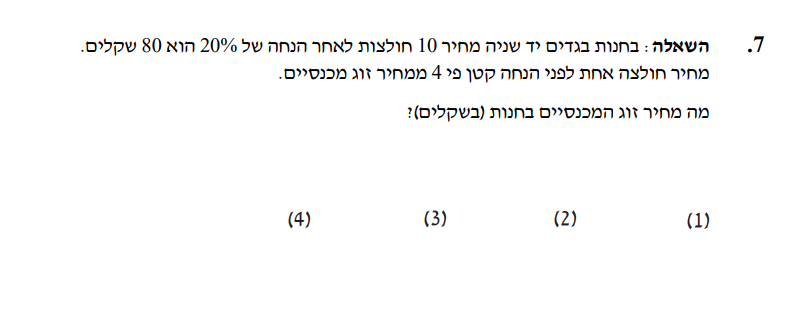 7. השאלה: בחנות בגדים יד שניה מחיר 10 חולצות לאחר הנחה של 20% הוא 80 שקלים.
מחיר חולצה אחת לפני הנחה קטן פי 4 ממחיר זוג מכנסיים.
מה מחיר זוג המכנסיים בחנות (בשקלים)?
(1) (2) (3) (4)